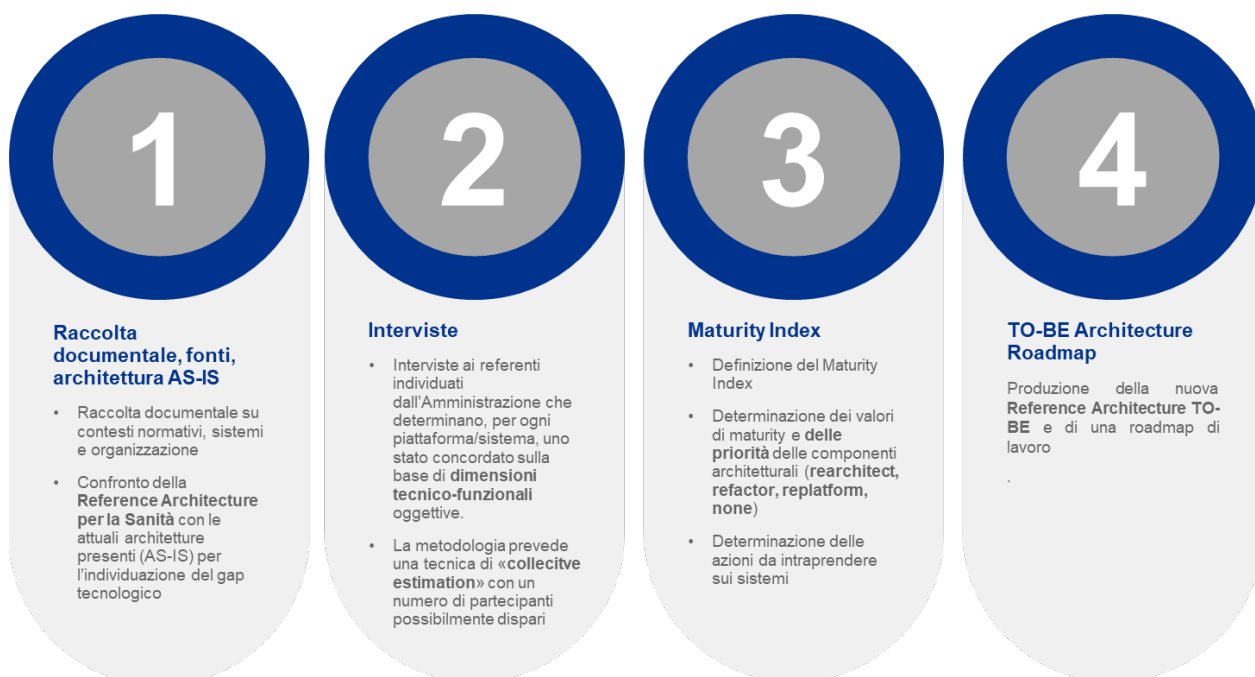 1
Raccolta
documentale, fonti,
architettura AS-IS
• Raccolta documentale su
contesti normativi, sistemi
e organizzazione
• Confronto della
Reference Architecture
per la Sanità con le
attuali architetture
presenti (AS-IS) per
l'individuazione del gap
tecnologico
2
Interviste
• Interviste ai referenti
individuati
dall'Amministrazione che
determinano, per ogni
piattaforma/sistema, uno
stato concordato sulla
base di dimensioni
tecnico-funzionali
oggettive.
• La metodologia prevede
una tecnica di «collecitve
estimation» con un
numero di partecipanti
possibilmente dispari
3
Maturity Index
• Definizione del Maturity
Index
• Determinazione dei valori
di maturity e delle
priorità delle componenti
architetturali (rearchitect,
refactor, replatform,
none)
• Determinazione delle
azioni da intraprendere
sui sistemi
4
TO-BE Architecture
Roadmap
Produzione della nuova
Reference Architecture TO-
BE e di una roadmap di
lavoro
.